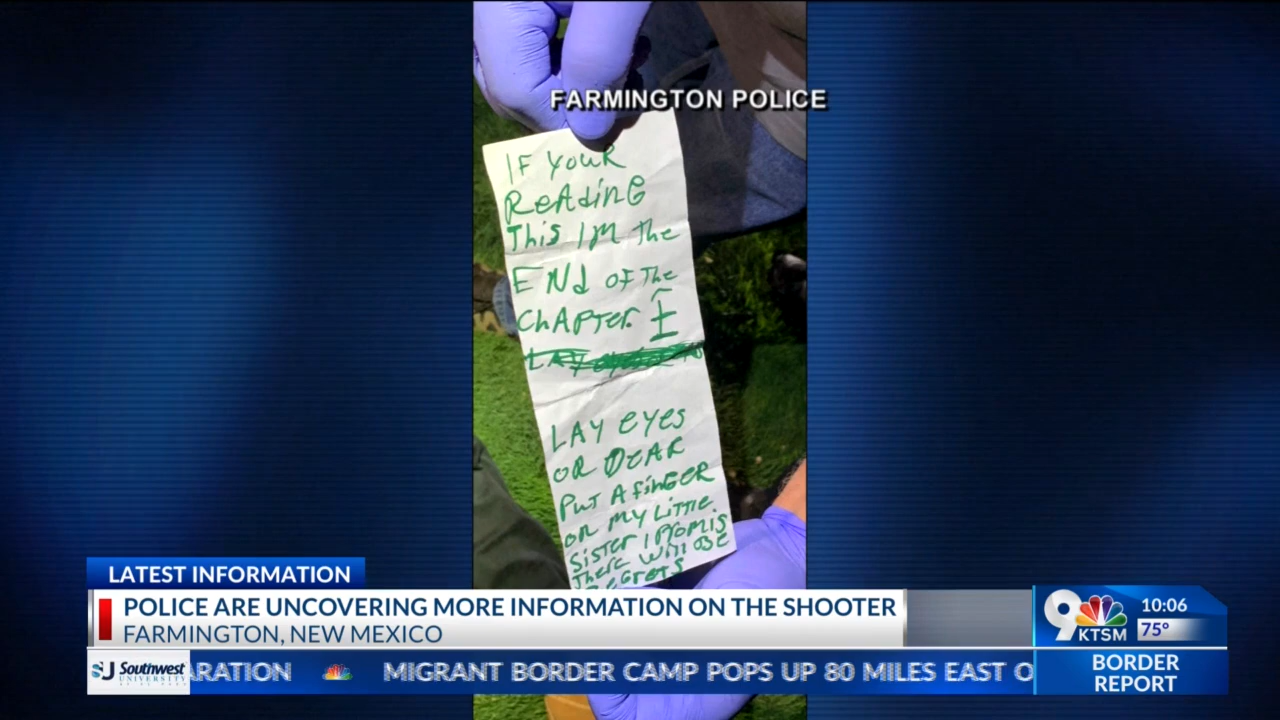 FARMINGTON POLICE
IF YOUR
READING
THIS I'M THE
END OF THE
CHAPTER. I
LAY
LAY EYES
OR DEAR
PUT A FINGER
ON MY LITTLE
SISTER I PROMIS
THERE WILL BE
REGRETS
LATEST INFORMATION
POLICE ARE UNCOVERING MORE INFORMATION ON THE SHOOTER
FARMINGTON, NEW MEXICO
9 KTSM
10:06
75°
Southwest
UNIVERSITY
ARATION MIGRANT BORDER CAMP POPS UP 80 MILES EAST O
BORDER
REPORT